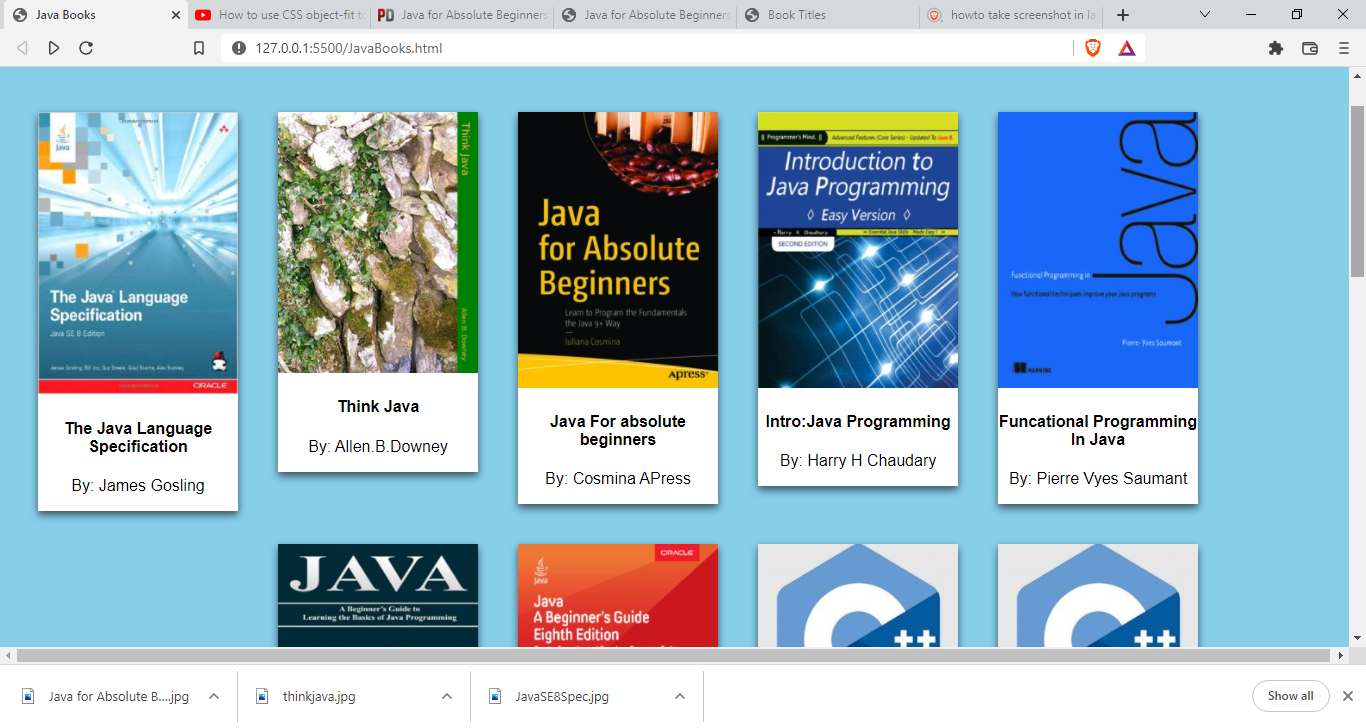 Java Books
How to use CSS object-fit to
Java for Absolute Beginners
Java for Absolute Beginners
Book Titles
howto take screenshot in la
127.0.0.1:5500/JavaBooks.html
Java
The Java Language
Specification
Java SE 8 Edition
James Gosling, Bill Joy, Guy Steele, Gilad Bracha, Alex Buckley
ORACLE
The Java Language
Specification
By: James Gosling
Think Java
Allen B. Downey
Think Java
By: Allen.B.Downey
Java
for Absolute
Beginners
Learn to Program the Fundamentals
the Java 9+ Way
Iuliana Cosmina
Apress
Java For absolute
beginners
By: Cosmina APress
|| Programmer's Mind. ||
Advanced Features (Core Series) - Updated To Java 8.
Introduction to
Java Programming
◊ Easy Version ◊
Harry. H. Chaudhary.
Essential Java Skills - Made Easy!
SECOND EDITION
Intro:Java Programming
By: Harry H Chaudary
Functional Programming in
Java
How functional techniques improve your Java programs
Pierre-Yves Saumont
MANNING
Funcational Programming
In Java
By: Pierre Vyes Saumant
JAVA
A Beginner's Guide to
Learning the Basics of Java Programming
ORACLE
Java
Java
A Beginner's Guide
Eighth Edition
++
++
Java for Absolute B....jpg
thinkjava.jpg
JavaSE8Spec.jpg
Show all